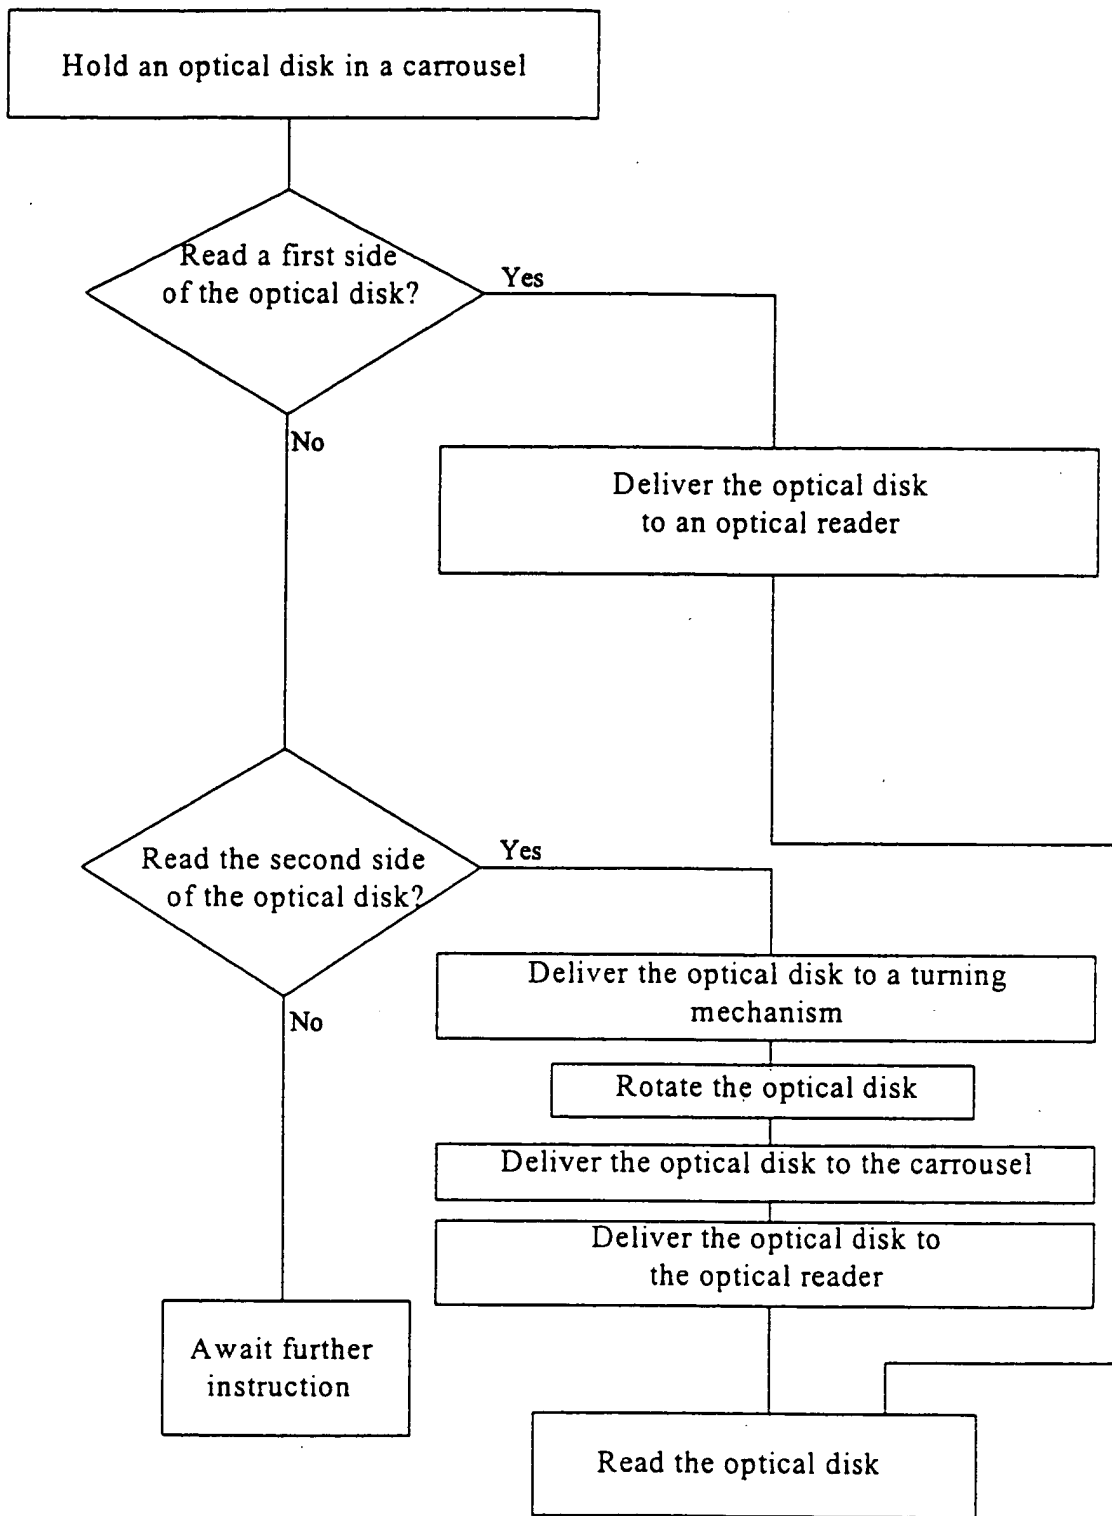 Hold an optical disk in a carrousel
Read a first side
of the optical disk?
Yes
No
Deliver the optical disk
to an optical reader
Read the second side
of the optical disk?
Yes
No
Deliver the optical disk to a turning
mechanism
Rotate the optical disk
Deliver the optical disk to the carrousel
Deliver the optical disk to
the optical reader
Await further
instruction
Read the optical disk